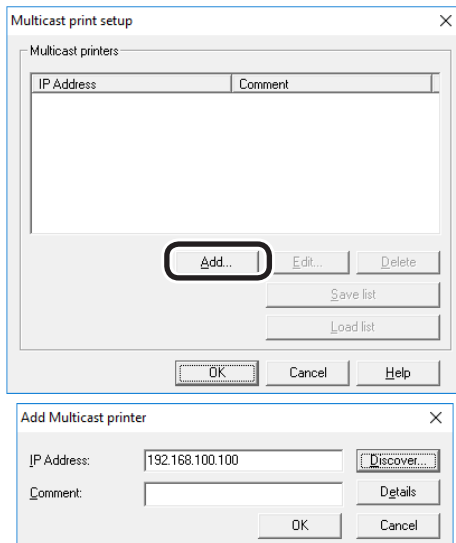 Multicast print setup
Multicast printers
IP Address Comment
Add... Edit... Delete
Save list
Load list
OK Cancel Help
Add Multicast printer
IP Address: 192.168.100.100 Discover...
Comment: Details
OK Cancel